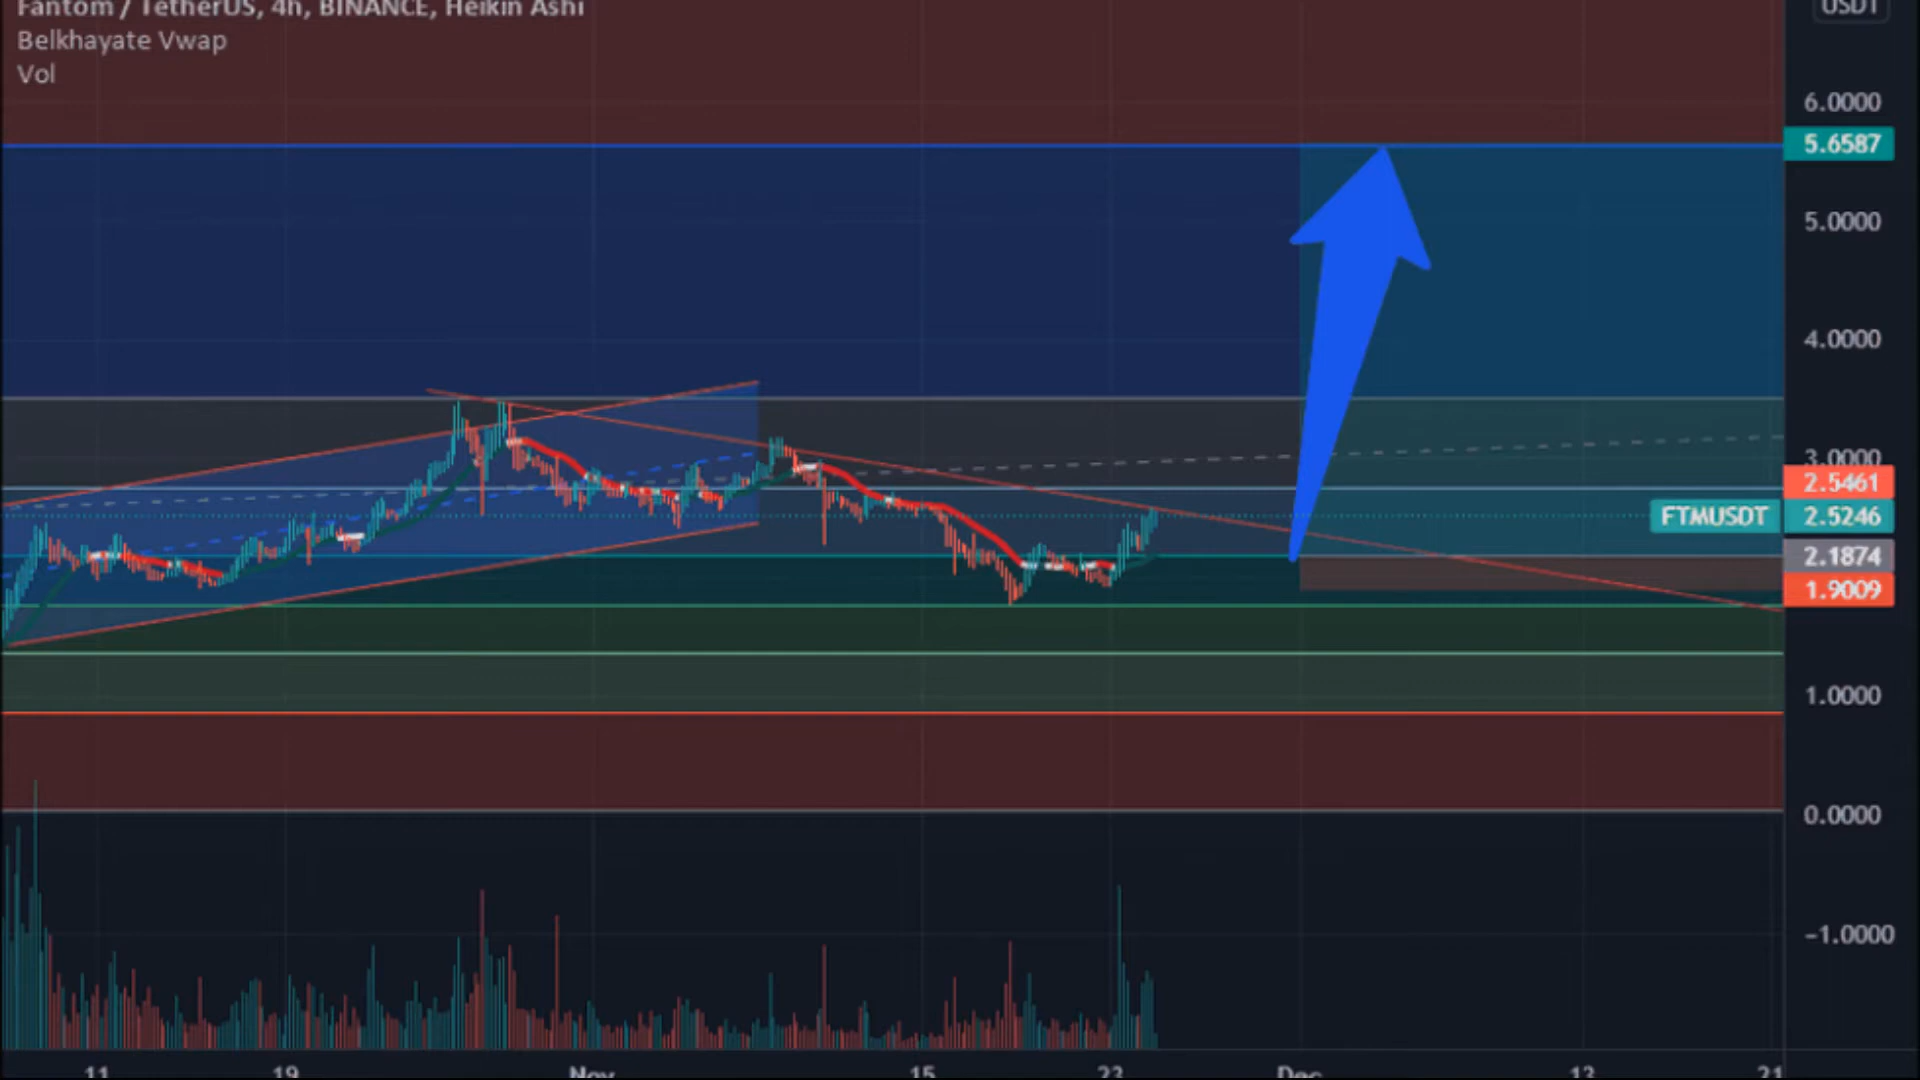 Fantom / TetherUS, 4h, BINANCE, Heikin Ashi
USDT
Belkhayate Vwap
Vol
6.0000
5.6587
5.0000
4.0000
3.0000
2.5461
FTMUSDT 2.5246
2.1874
1.9009
1.0000
0.0000
-1.0000
11 19 Nov 15 23 Dec 13 21